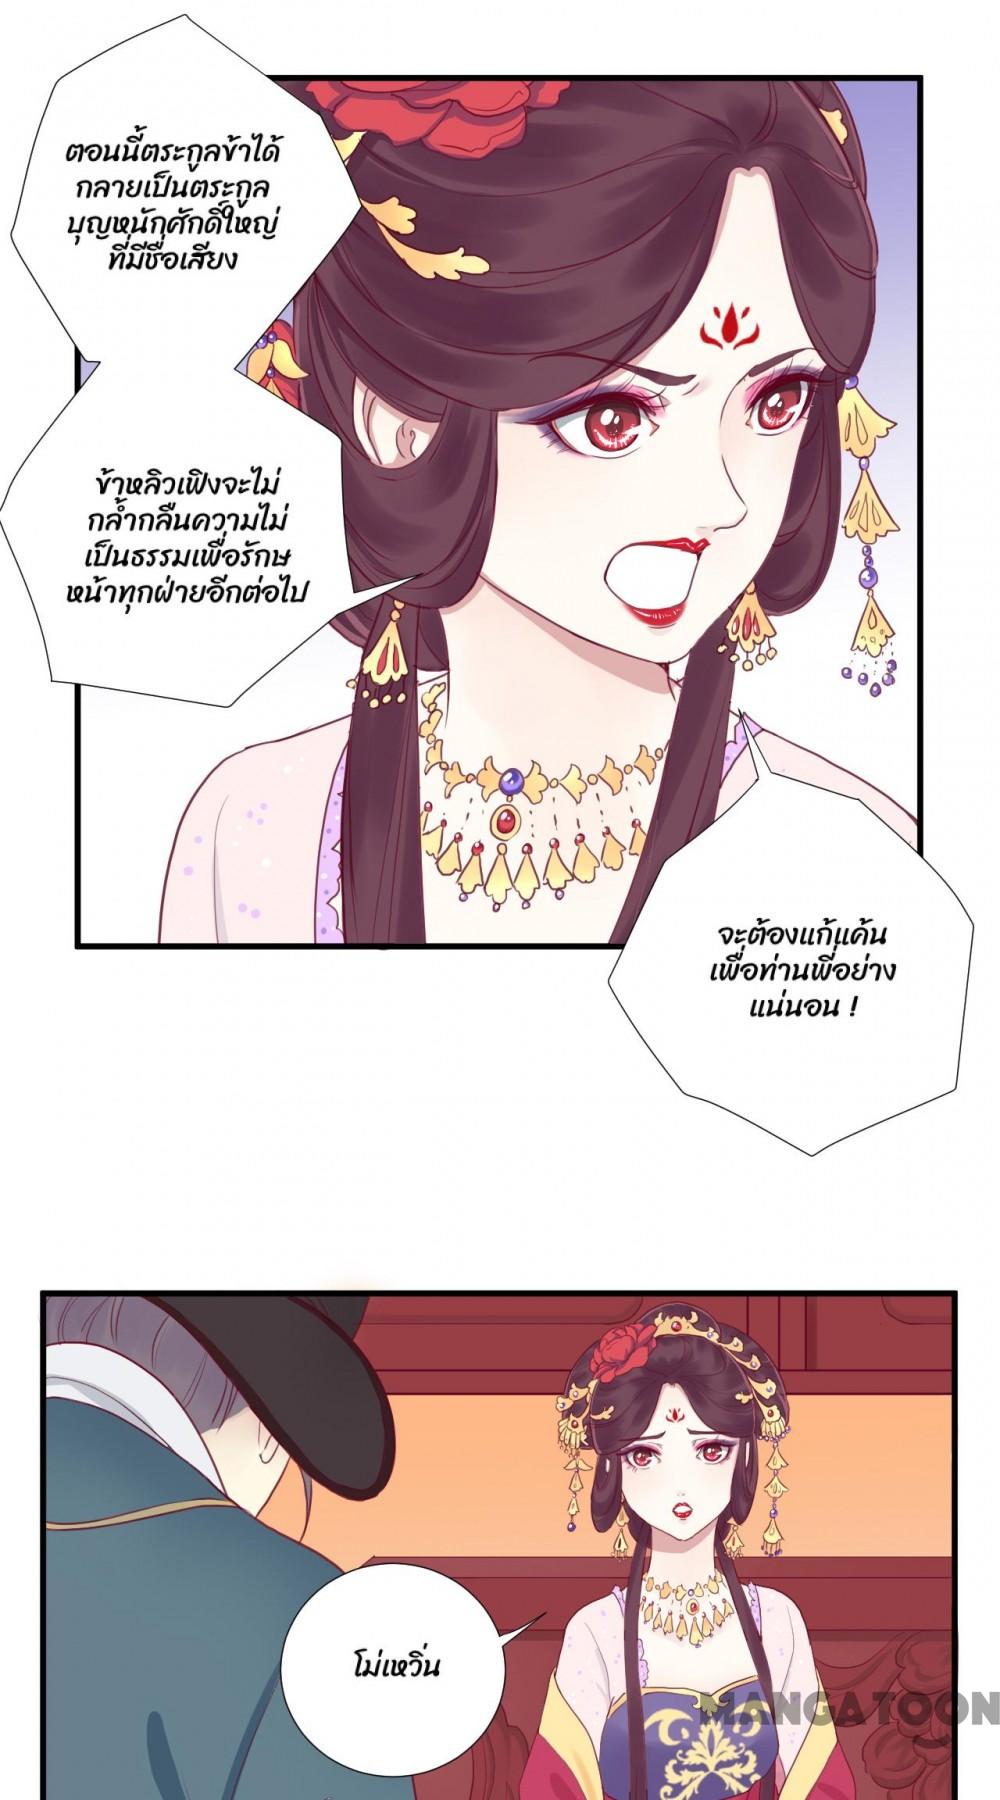 ตอนนี้ตระกูลข้าได้
กลายเป็นตระกูล
บุญหนักศักดิ์ใหญ่
ที่มีชื่อเสียง
ข้าหลิวเฟิงจะไม่
กล้ำกลืนความไม่
เป็นธรรมเพื่อรักษ
หน้าทุกฝ่ายอีกต่อไป
จะต้องแก้แค้น
เพื่อท่านพี่อย่าง
แน่นอน !
โม่เหวิ่น
MANGATOON